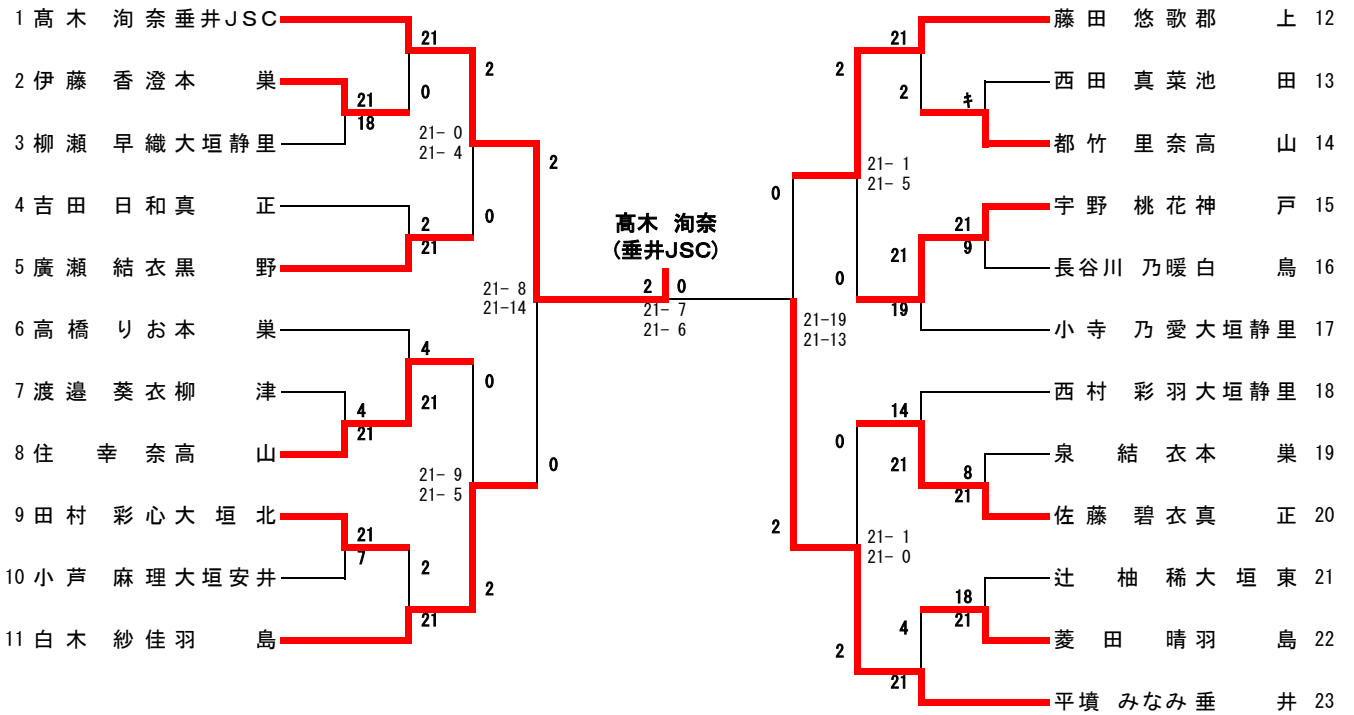 1 髙木 洵奈 垂井JSC
2 伊藤 香澄 本巣
3 柳瀬 早織 大垣静里
4 吉田 日和 真正
5 廣瀬 結衣 黒野
6 高橋 りお 本巣
7 渡邉 葵衣 柳津
8 住 幸奈 高山
9 田村 彩心 大垣北
10 小芦 麻理 大垣安井
11 白木 紗佳 羽島
21
0
21
18
2
21
4
21
4
21
21
7
2
21
2
21- 0
21- 4
0
0
21- 9
21- 5
2
2
21- 8
21-14
0
髙木 洵奈
(垂井JSC)
2 0
21- 7
21- 6
0
21-19
21-13
2
2
21- 1
21- 5
0
0
21- 1
21- 0
2
21
2
キ
21
9
21
19
14
21
8
21
18
21
4
21
藤田 悠歌 郡上 12
西田 真菜 池田 13
都竹 里奈 高山 14
宇野 桃花 神戸 15
長谷川 乃暖 白鳥 16
小寺 乃愛 大垣静里 17
西村 彩羽 大垣静里 18
泉 結衣 本巣 19
佐藤 碧衣 真正 20
辻 柚稀 大垣東 21
菱田 晴 羽島 22
平墳 みなみ 垂井 23